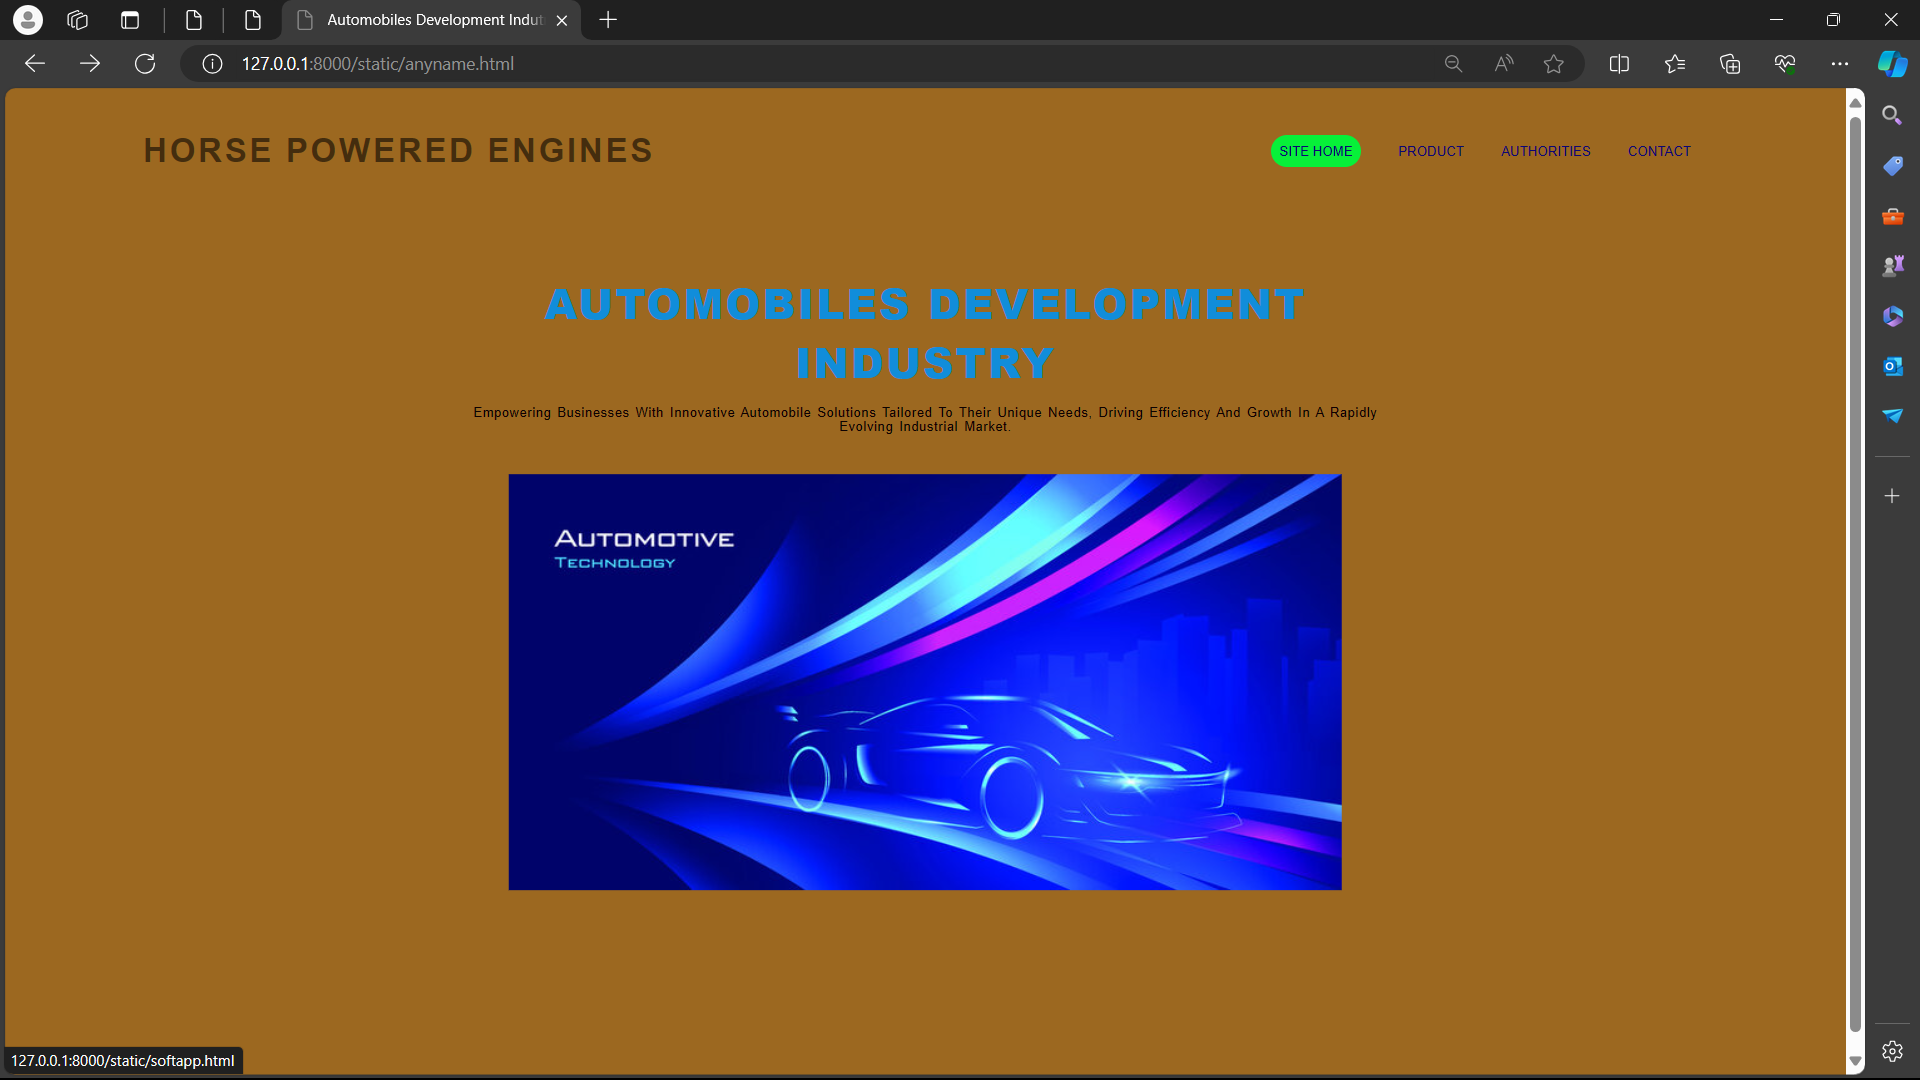 Automobiles Development Indut
127.0.0.1:8000/static/anyname.html
HORSE POWERED ENGINES
SITE HOME
PRODUCT
AUTHORITIES
CONTACT
AUTOMOBILES DEVELOPMENT
INDUSTRY
Empowering Businesses With Innovative Automobile Solutions Tailored To Their Unique Needs, Driving Efficiency And Growth In A Rapidly
Evolving Industrial Market.
AUTOMOTIVE
TECHNOLOGY
127.0.0.1:8000/static/softapp.html